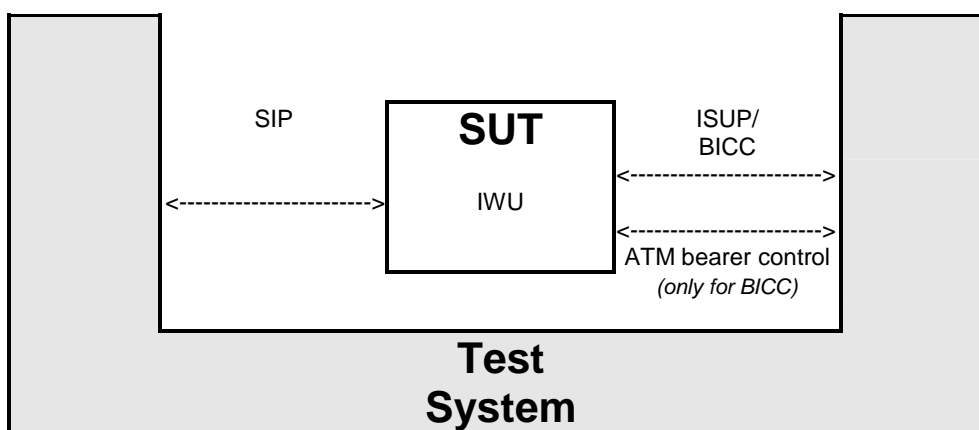 SIP
SUT
IWU
ISUP/
BICC
<----------------------->
<----------------------->
<----------------------->
ATM bearer control
(only for BICC)
Test
System